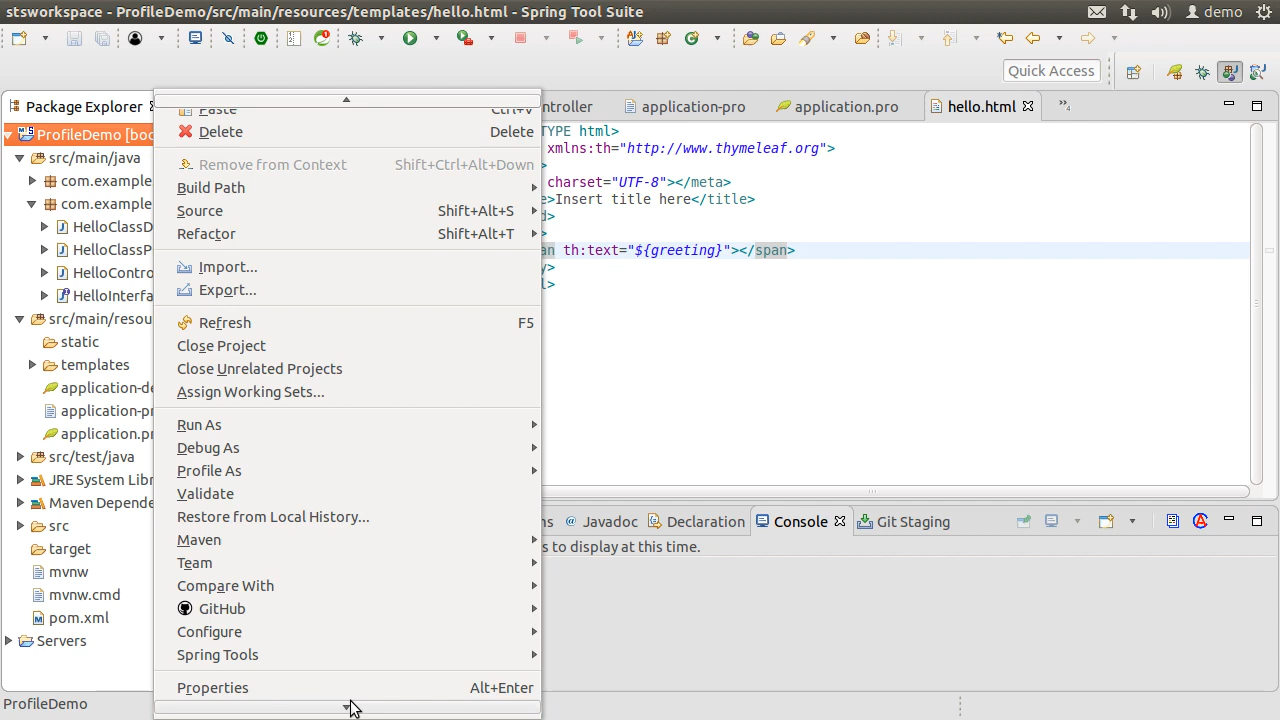 stsworkspace - ProfileDemo/src/main/resources/templates/hello.html - Spring Tool Suite
demo
Quick Access
Package Explorer
ntroller
application-pro
application.pro
hello.html
4
ProfileDemo [boo
src/main/java
com.example
com.example
HelloClassD
HelloClassP
HelloContro
HelloInterfa
src/main/resou
static
templates
application-de
application-pr
application.pr
src/test/java
JRE System Libr
Maven Depende
src
target
mvnw
mvnw.cmd
pom.xml
Servers
Paste Ctrl+V
Delete Delete
Remove from Context Shift+Ctrl+Alt+Down
Build Path
Source Shift+Alt+S
Refactor Shift+Alt+T
Import...
Export...
Refresh F5
Close Project
Close Unrelated Projects
Assign Working Sets...
Run As
Debug As
Profile As
Validate
Restore from Local History...
Maven
Team
Compare With
GitHub
Configure
Spring Tools
Properties Alt+Enter
TYPE html>
xmlns:th="http://www.thymeleaf.org">
>
charset="UTF-8"></meta>
e>Insert title here</title>
d>
>
an th:text="${greeting}"></span>
y>
l>
ns
@ Javadoc
Declaration
Console
Git Staging
s to display at this time.
ProfileDemo